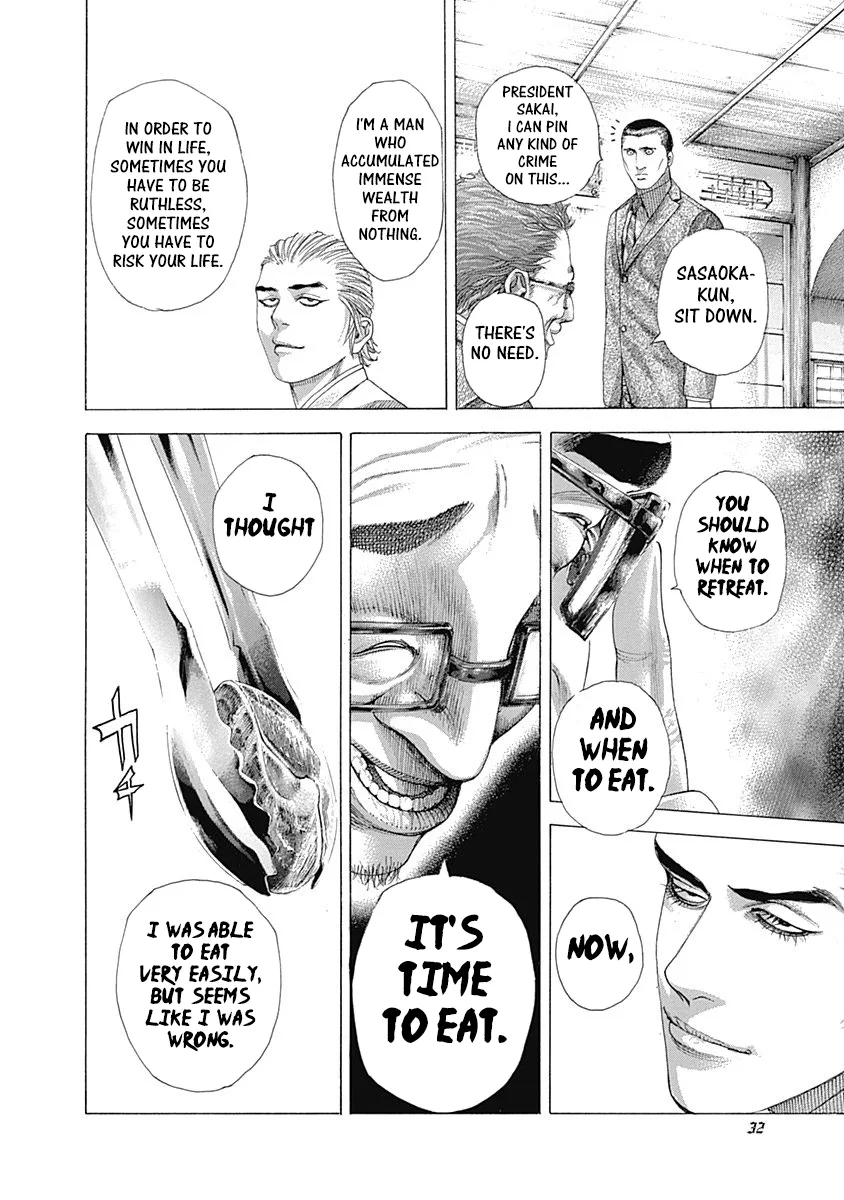 PRESIDENT
SAKAI,
I CAN PIN
ANY KIND OF
CRIME
ON THIS...
SASAOKA-
KUN,
SIT DOWN.
THERE'S
NO NEED.
I'M A MAN
WHO
ACCUMULATED
IMMENSE
WEALTH
FROM
NOTHING.
IN ORDER TO
WIN IN LIFE,
SOMETIMES YOU
HAVE TO BE
RUTHLESS,
SOMETIMES
YOU HAVE TO
RISK YOUR LIFE.
YOU
SHOULD
KNOW
WHEN TO
RETREAT.
AND
WHEN
TO EAT.
NOW,
IT'S
TIME
TO EAT.
I
THOUGHT
I WAS ABLE
TO EAT
VERY EASILY,
BUT SEEMS
LIKE I WAS
WRONG.
32